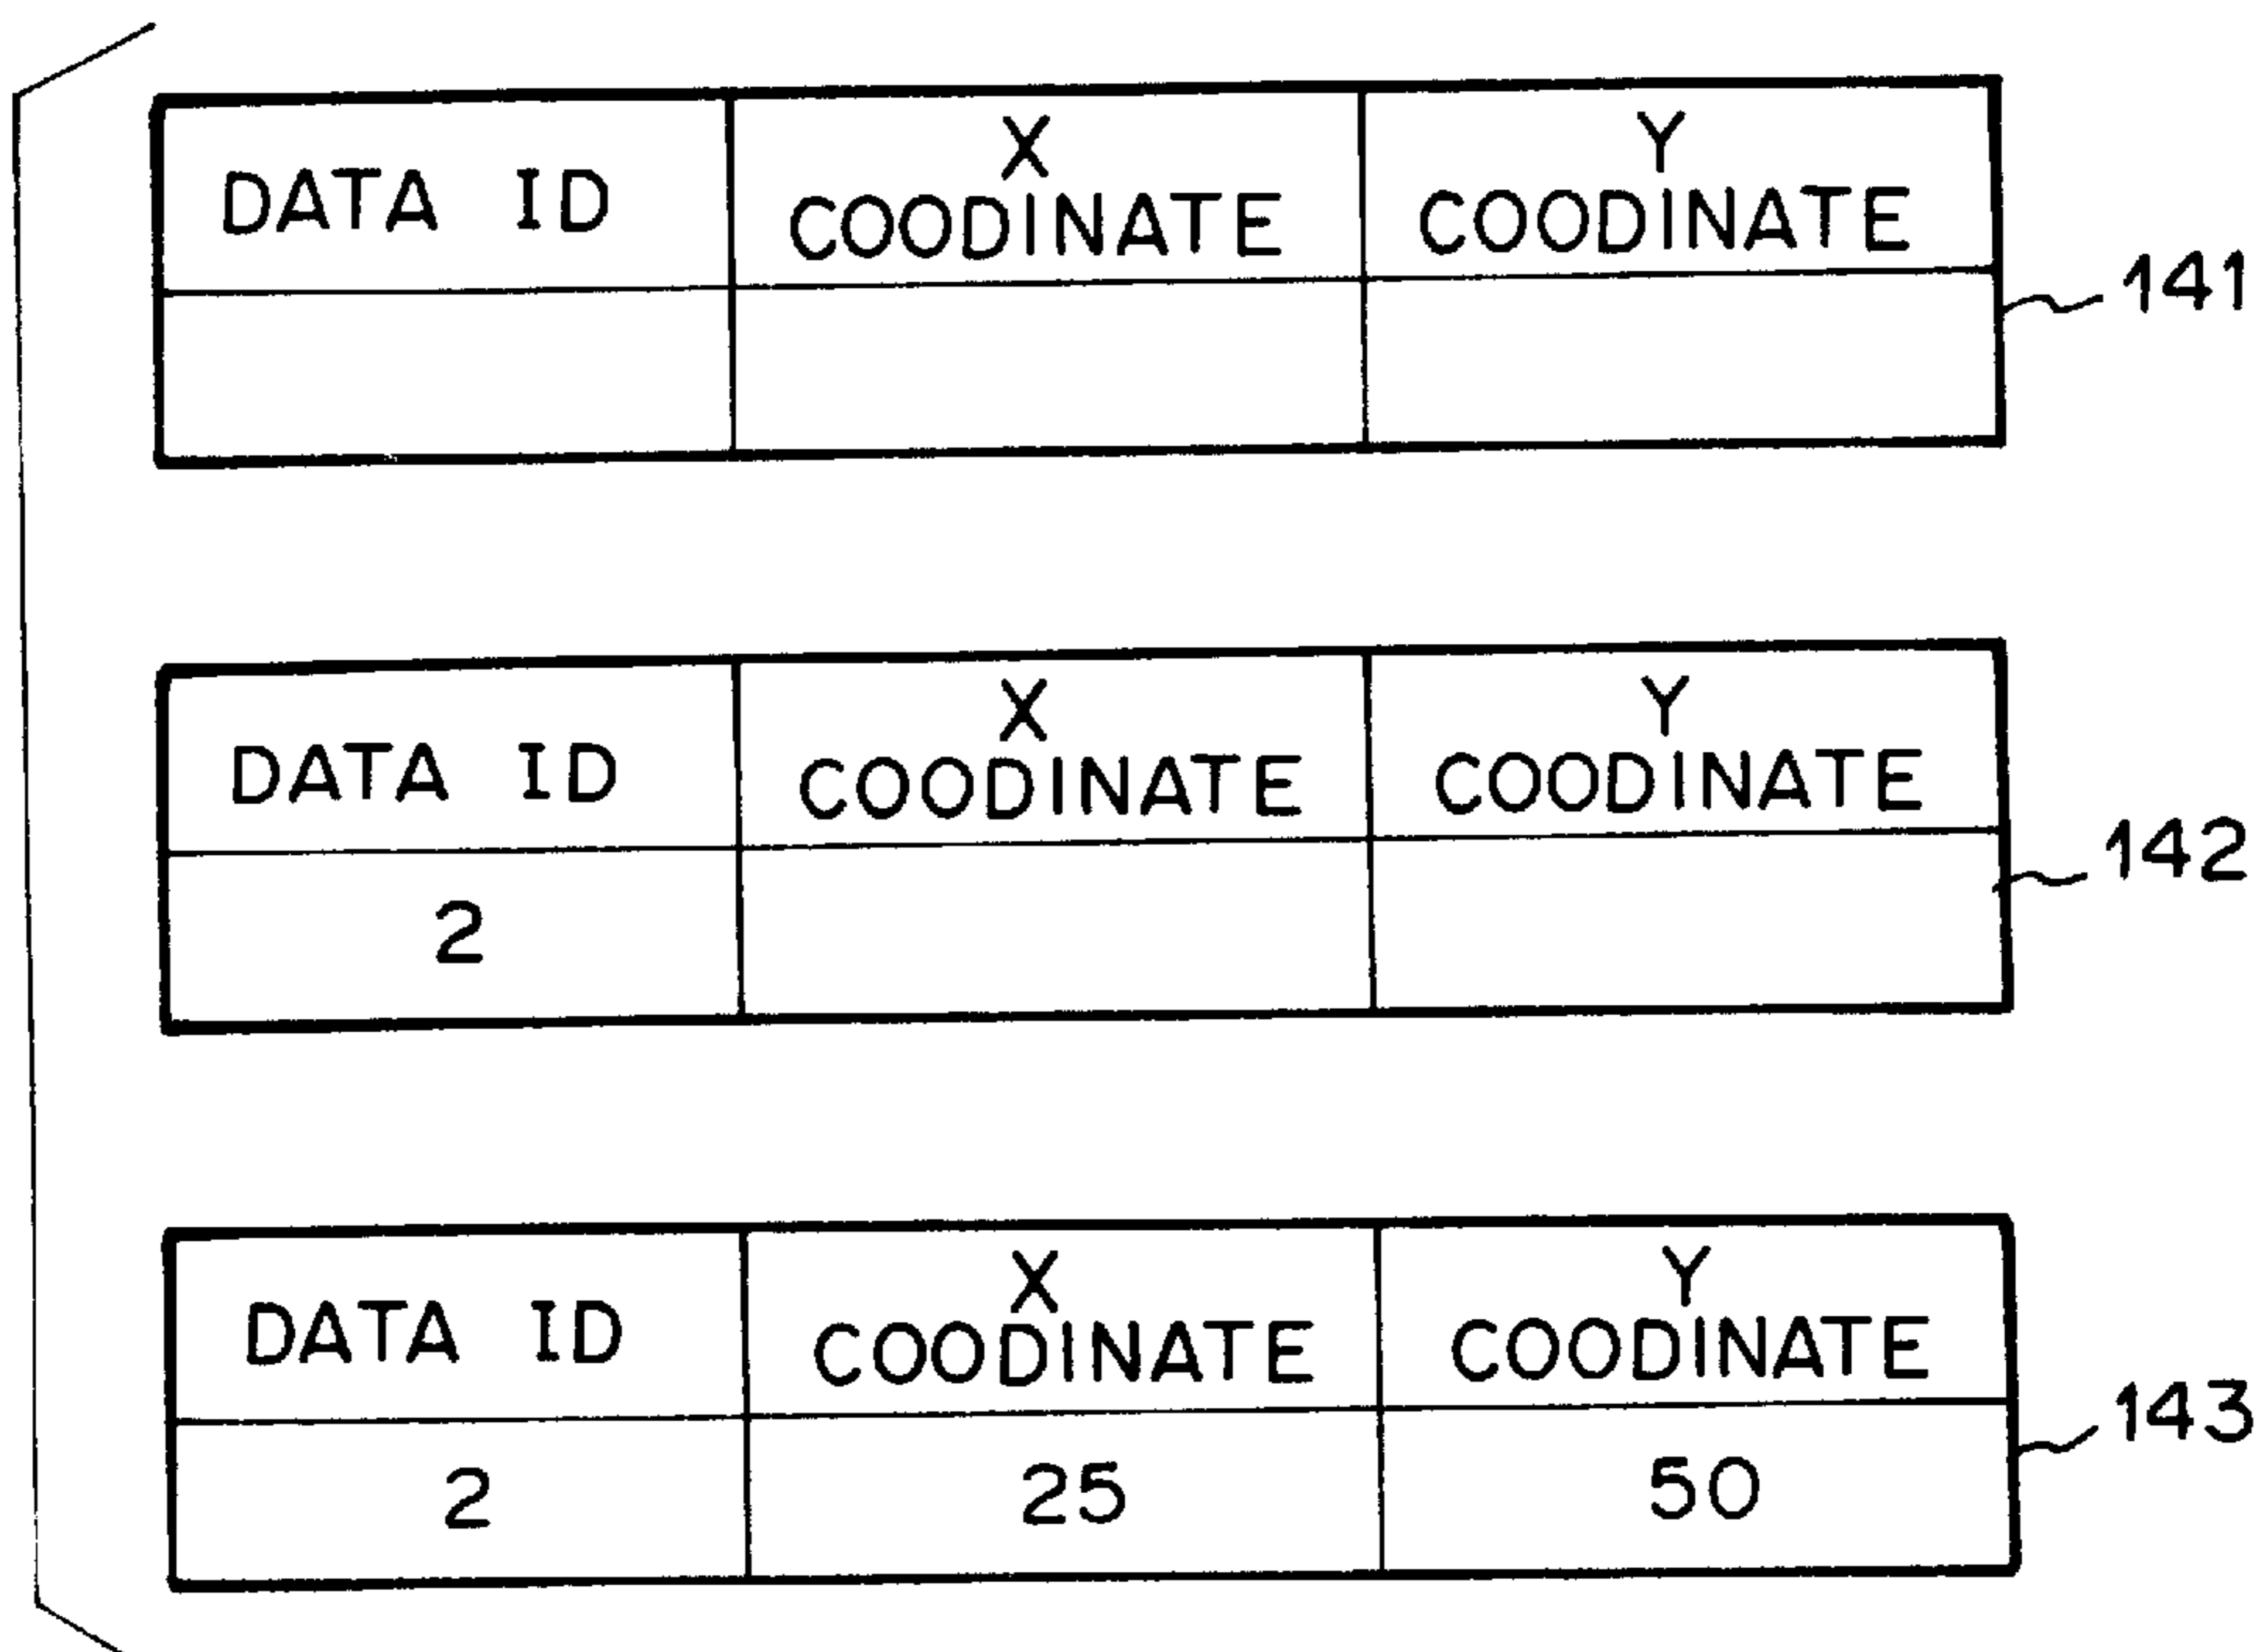 X Y
DATA ID COODINATE COODINATE
141
X Y
DATA ID COODINATE COODINATE
142
2
X Y
DATA ID COODINATE COODINATE
143
2 25 50